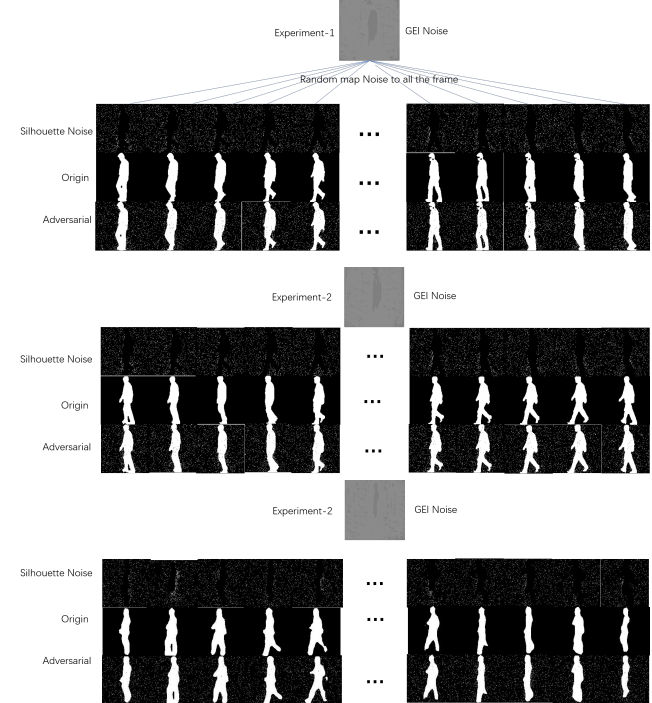 Experiment-1
GEI Noise
Random map Noise to all the frame
Silhouette Noise
...
Origin
...
Adversarial
...
Experiment-2
GEI Noise
Silhouette Noise
...
Origin
...
Adversarial
...
Experiment-2
GEI Noise
Silhouette Noise
...
Origin
...
Adversarial
...